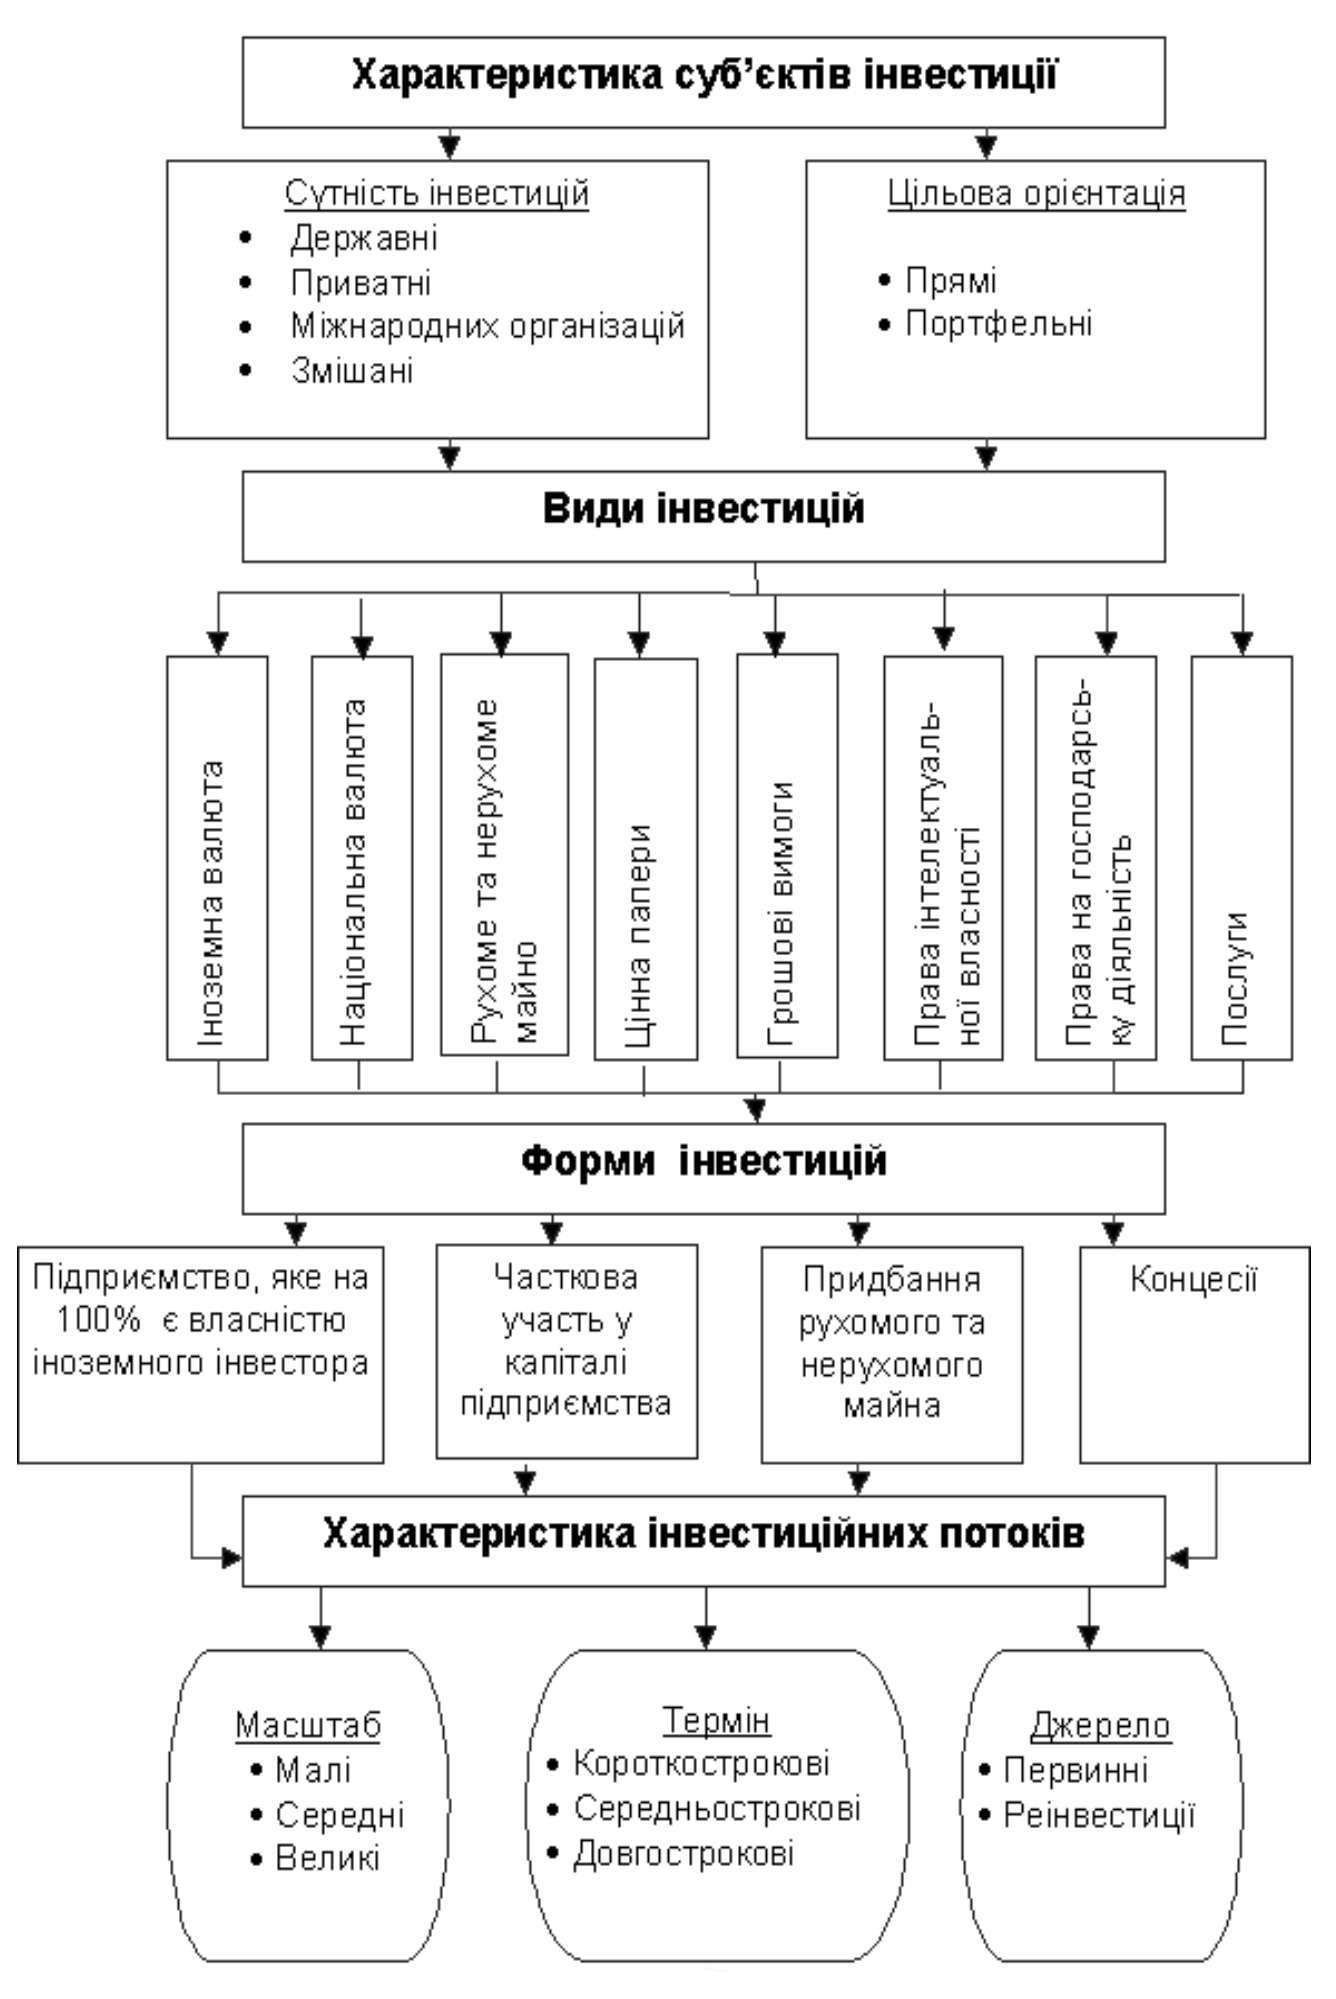 Характеристика суб’єктів інвестиції
Сутність інвестицій
• Державні
• Приватні
• Міжнародних організацій
• Змішані
Цільова орієнтація
• Прямі
• Портфельні
Види інвестицій
Іноземна валюта
Національна валюта
Рухоме та нерухоме
майно
Цінна папери
Грошові вимоги
Права інтелектуаль-
ної власності
Права на господарсь-
ку діяльність
Послуги
Форми інвестицій
Підприємство, яке на
100% є власністю
іноземного інвестора
Часткова
участь у
капіталі
підприємства
Придбання
рухомого та
нерухомого
майна
Концесії
Характеристика інвестиційних потоків
Масштаб
• Малі
• Середні
• Великі
Термін
• Короткострокові
• Середньострокові
• Довгострокові
Джерело
• Первинні
• Реінвестиції